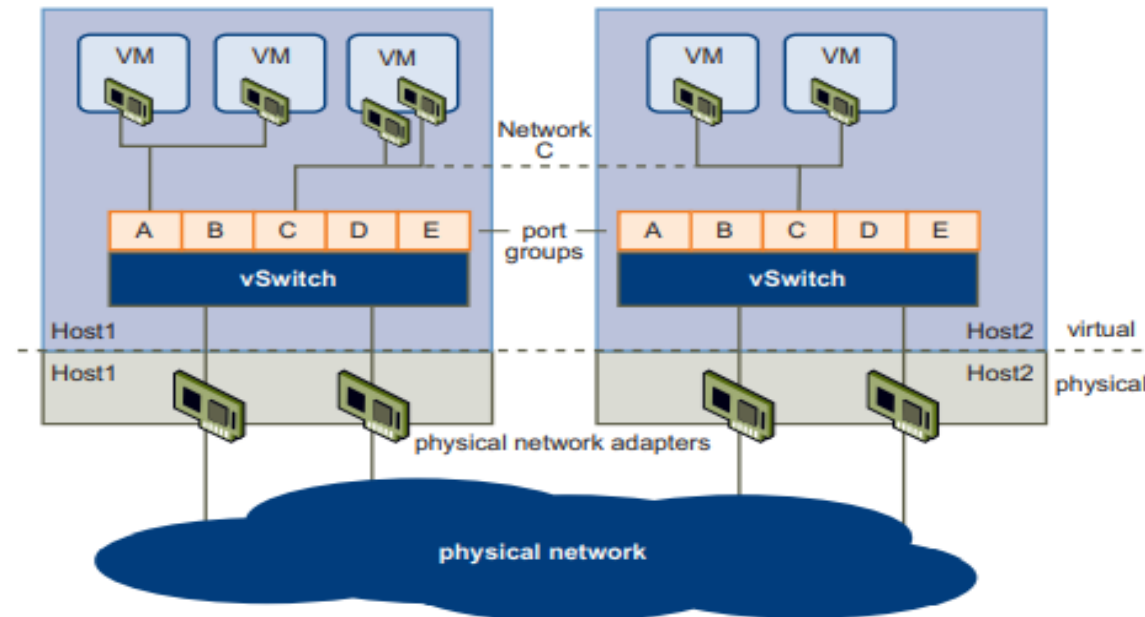 VM VM VM VM VM
Network
C
A B C D E port A B C D E
groups
vSwitch vSwitch
Host1 Host2 virtual
Host1 Host2 physical
physical network adapters
physical network